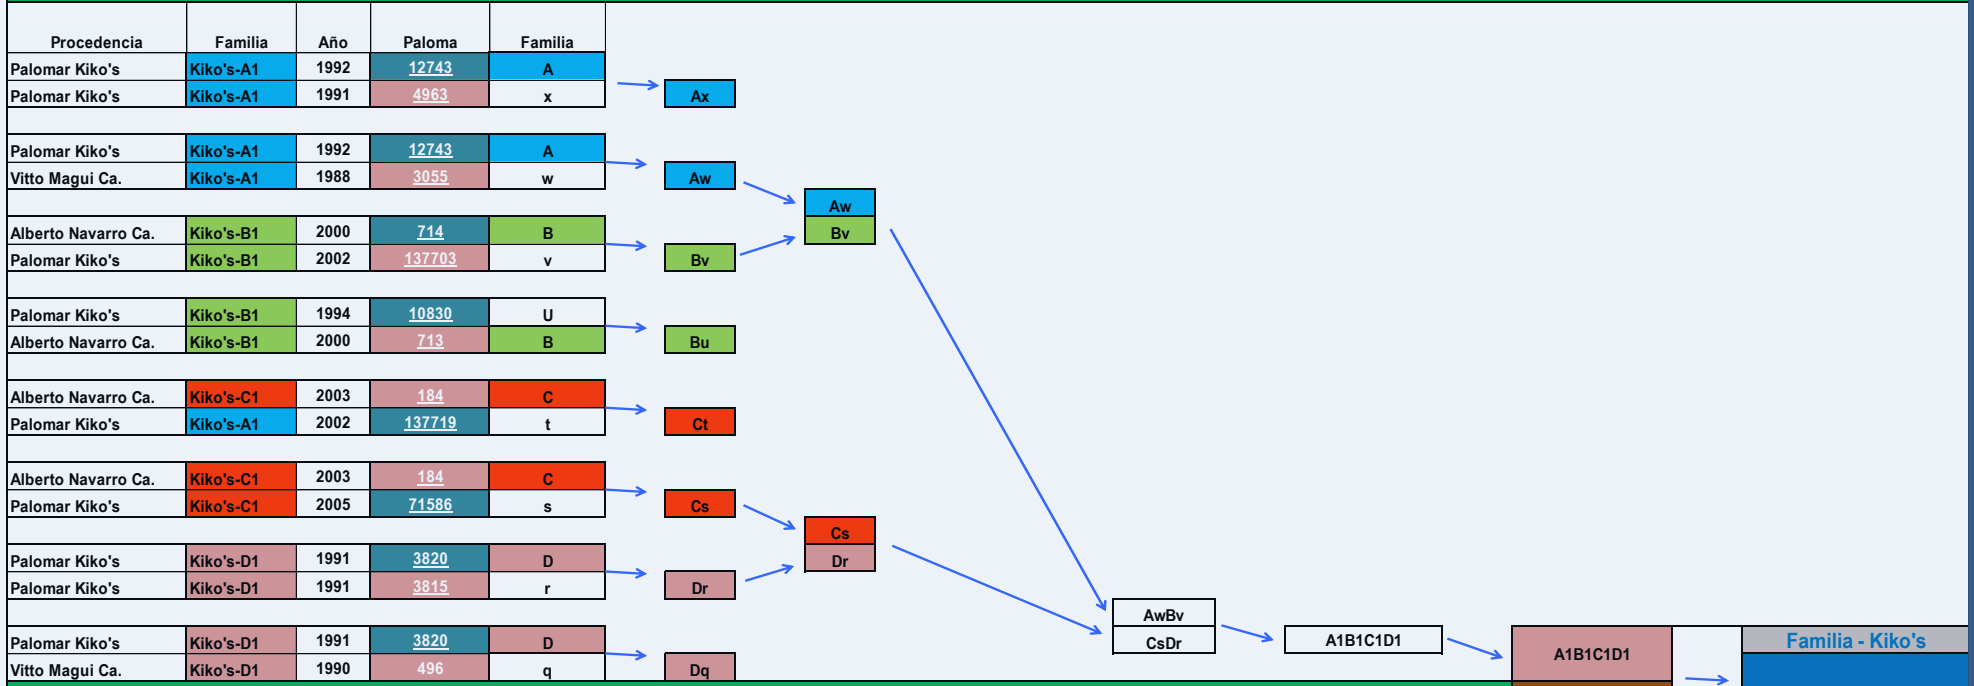 Procedencia Familia Año Paloma Familia
Palomar Kiko's Kiko's-A1 1992 12743 A
Palomar Kiko's Kiko's-A1 1991 4963 x
Ax
Palomar Kiko's Kiko's-A1 1992 12743 A
Vitto Magui Ca. Kiko's-A1 1988 3055 w
Aw
Aw
Bv
Alberto Navarro Ca. Kiko's-B1 2000 714 B
Palomar Kiko's Kiko's-B1 2002 137703 v
Bv
Palomar Kiko's Kiko's-B1 1994 10830 U
Alberto Navarro Ca. Kiko's-B1 2000 713 B
Bu
Alberto Navarro Ca. Kiko's-C1 2003 184 C
Palomar Kiko's Kiko's-A1 2002 137719 t
Ct
Alberto Navarro Ca. Kiko's-C1 2003 184 C
Palomar Kiko's Kiko's-C1 2005 71586 s
Cs
Cs
Dr
Palomar Kiko's Kiko's-D1 1991 3820 D
Palomar Kiko's Kiko's-D1 1991 3815 r
Dr
AwBv
CsDr
A1B1C1D1
A1B1C1D1
Familia - Kiko's
Palomar Kiko's Kiko's-D1 1991 3820 D
Vitto Magui Ca. Kiko's-D1 1990 496 q
Dq